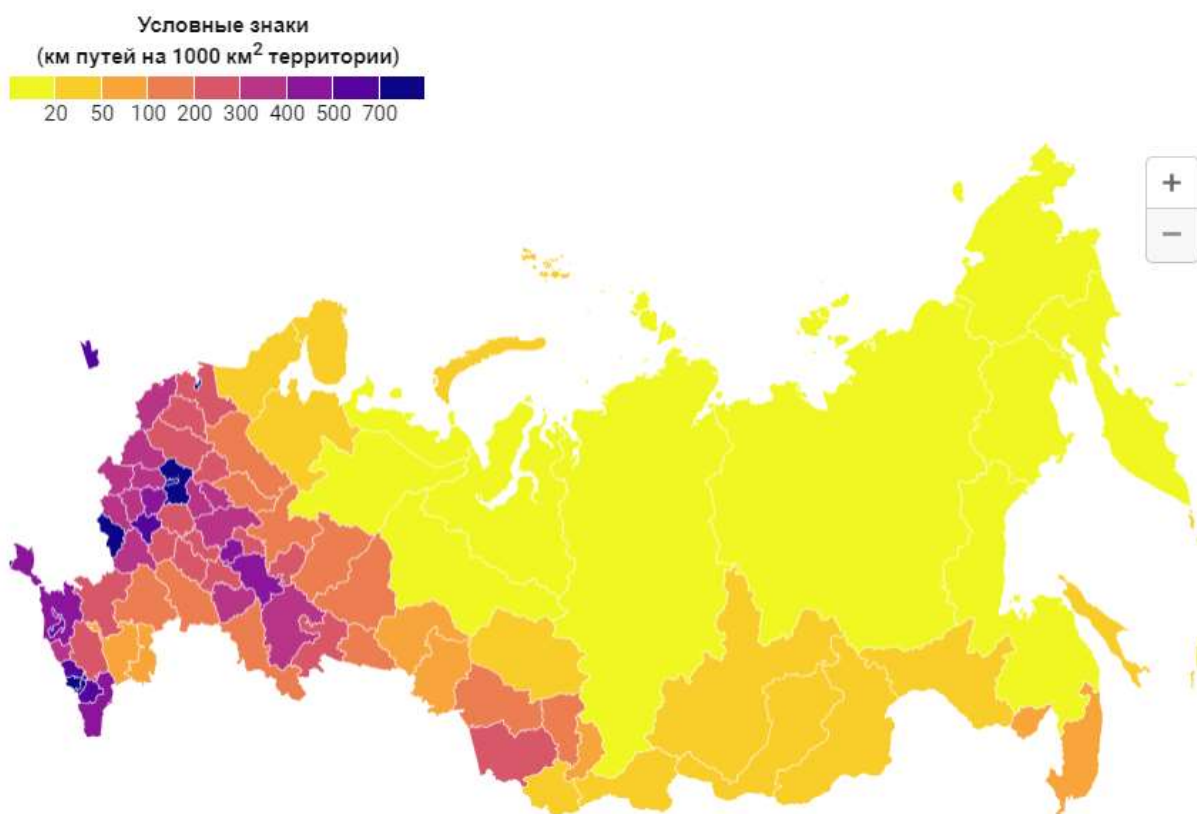 Условные знаки
(км путей на 1000 км² территории)
20 50 100 200 300 400 500 700
+
−